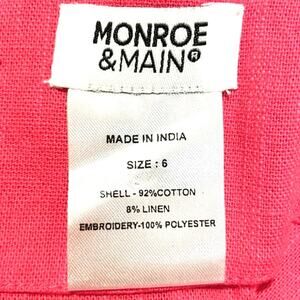 MONROE
&MAIN®
MADE IN INDIA
SIZE : 6
SHELL - 92%COTTON
8% LINEN
EMBROIDERY-100% POLYESTER